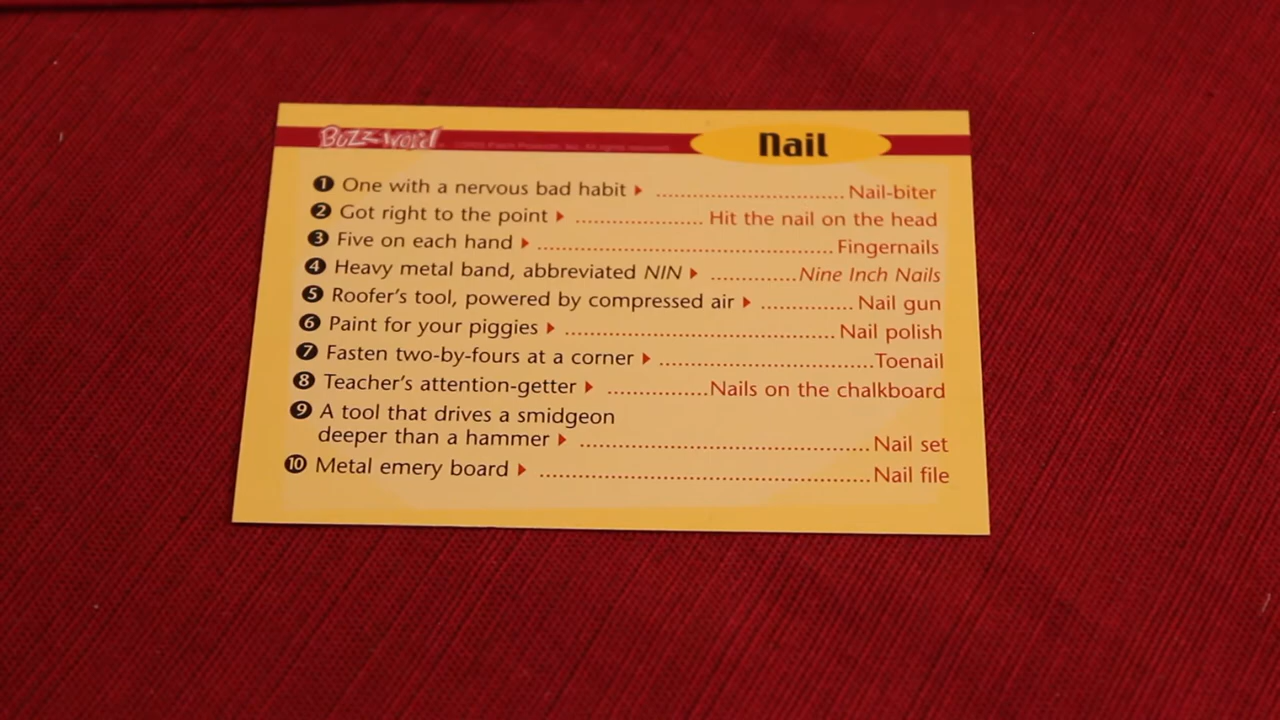 Buzzword
Nail
1 One with a nervous bad habit ▸ ................................ Nail-biter
2 Got right to the point ▸ ...................... Hit the nail on the head
3 Five on each hand ▸ .................................................... Fingernails
4 Heavy metal band, abbreviated NIN ▸ ...............Nine Inch Nails
5 Roofer's tool, powered by compressed air ▸ ................ Nail gun
6 Paint for your piggies ▸ ............................................... Nail polish
7 Fasten two-by-fours at a corner ▸ .....................................Toenail
8 Teacher's attention-getter ▸ .................Nails on the chalkboard
9 A tool that drives a smidgeon
deeper than a hammer ▸ .................................................. Nail set
10 Metal emery board ▸ .........................................................Nail file